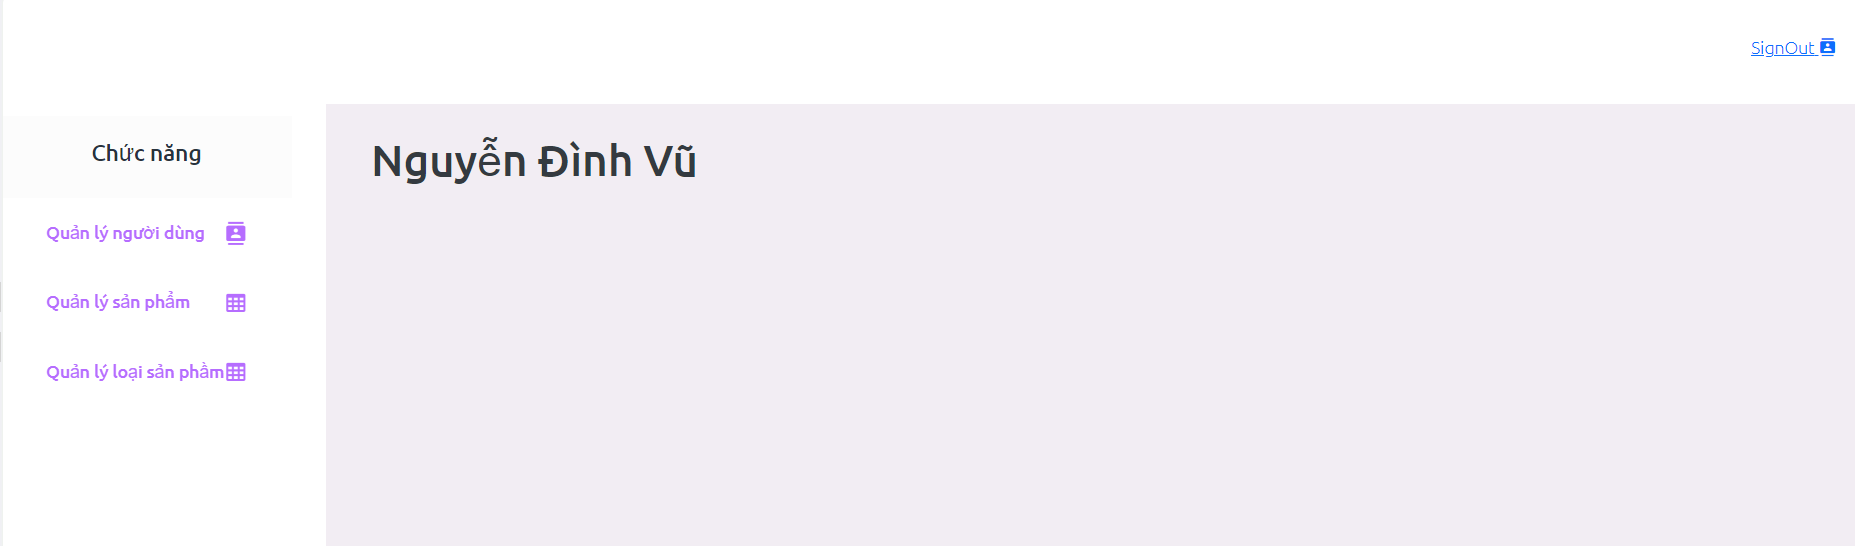 SignOut
Chức năng
Nguyễn Đình Vũ
Quản lý người dùng
Quản lý sản phẩm
Quản lý loại sản phẩm